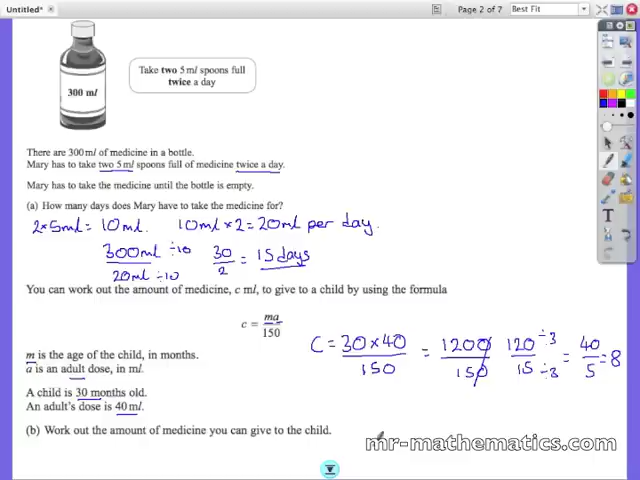 Untitled*
Page 2 of 7
Best Fit
300 ml
Take two 5 ml spoons full
twice a day
There are 300 ml of medicine in a bottle.
Mary has to take two 5 ml spoons full of medicine twice a day.
Mary has to take the medicine until the bottle is empty.
(a) How many days does Mary have to take the medicine for?
2×5ml = 10ml. 10ml×2 = 20ml per day.
300ml ÷10 / 20ml ÷10 30/2 = 15 days
You can work out the amount of medicine, c ml, to give to a child by using the formula
c = ma/150
m is the age of the child, in months.
a is an adult dose, in ml.
C = 30×40/150 = 1200/150 120 ÷3 / 15 ÷3 = 40/5 = 8
A child is 30 months old.
An adult's dose is 40 ml.
(b) Work out the amount of medicine you can give to the child.
mr-mathematics.com
T